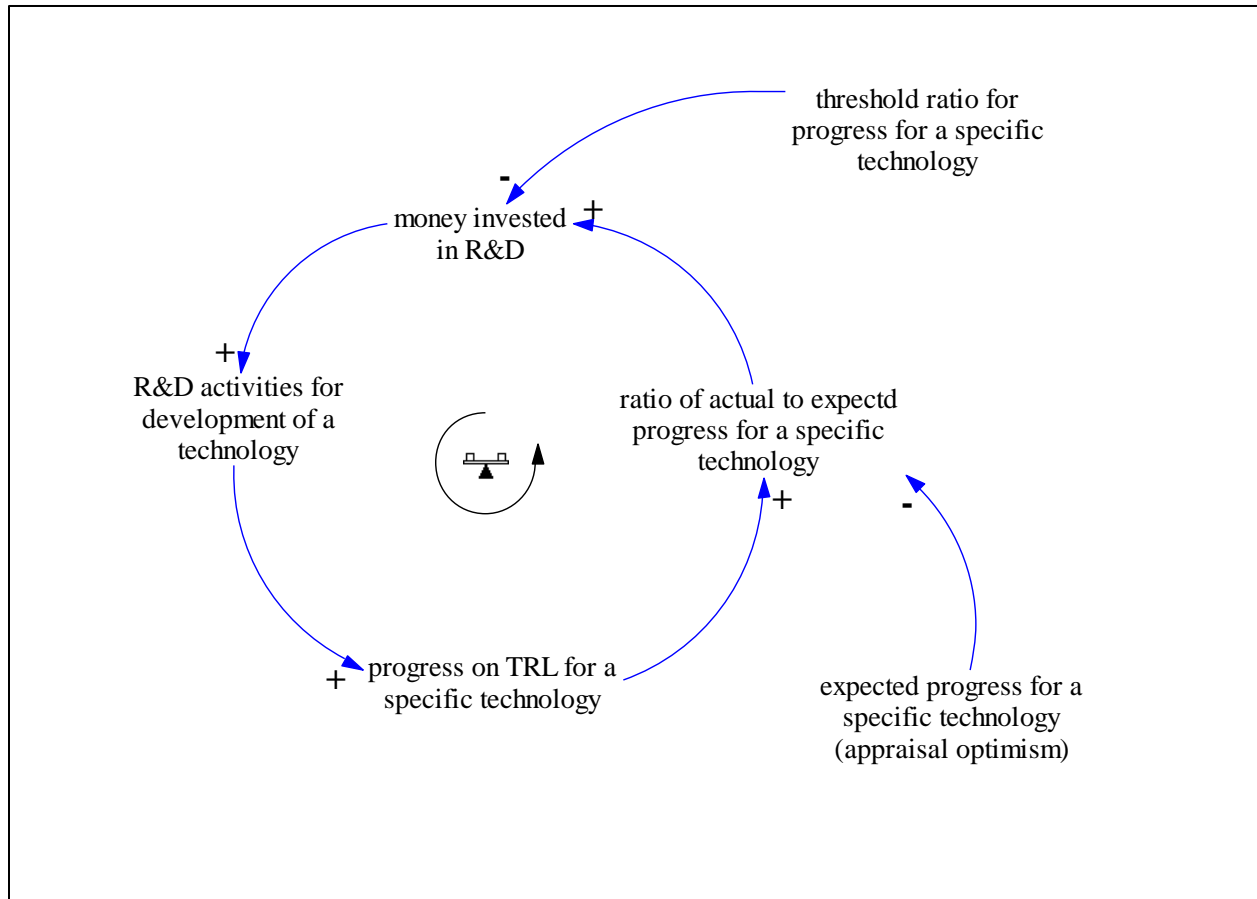 threshold ratio for
progress for a specific
technology
-
+
money invested
in R&D
+
R&D activities for
development of a
technology
ratio of actual to expectd
progress for a specific
technology
+
-
+
progress on TRL for a
specific technology
expected progress for a
specific technology
(appraisal optimism)